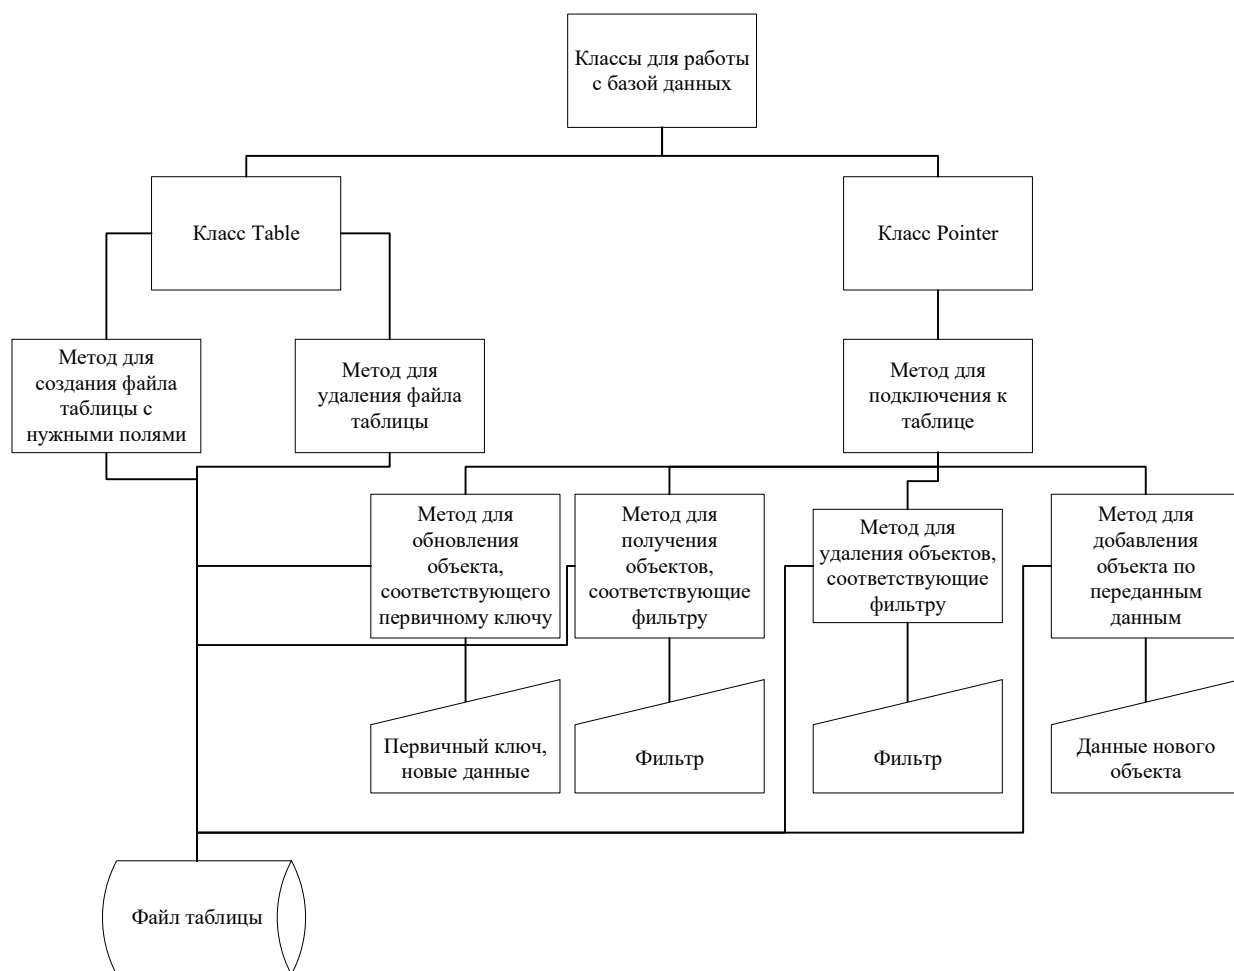 Классы для работы
с базой данных
Класс Table
Класс Pointer
Метод для
создания файла
таблицы с
нужными полями
Метод для
удаления файла
таблицы
Метод для
подключения к
таблице
Метод для
обновления
объекта,
соответствующего
первичному ключу
Метод для
получения
объектов,
соответствующие
фильтру
Метод для
удаления объектов,
соответствующие
фильтру
Метод для
добавления
объекта по
переданным
данным
Первичный ключ,
новые данные
Фильтр
Фильтр
Данные нового
объекта
Файл таблицы